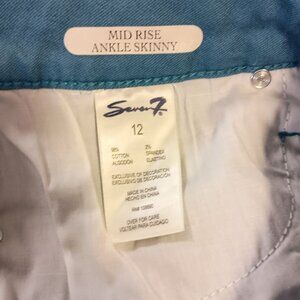 MID RISE
ANKLE SKINNY
Seven7
12
98% 2%
COTTON SPANDEX
ALGODÓN ELASTANO
EXCLUSIVE OF DECORATION
EXCLUSIVO DE DECORACION
MADE IN CHINA
HECHO EN CHINA
OVER FOR CARE
VOLTEAR PARA CUIDADO